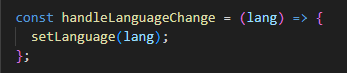 const handleLanguageChange = (lang) => {
  setLanguage(lang);
};